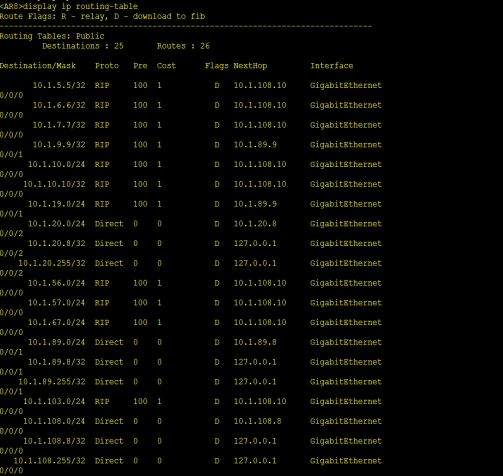 <AR8>display ip routing-table
Route Flags: R - relay, D - download to fib
------------------------------------------------------------------------------
Routing Tables: Public
Destinations : 25 Routes : 26
Destination/Mask Proto Pre Cost Flags NextHop Interface
10.1.5.5/32 RIP 100 1 D 10.1.108.10 GigabitEthernet
0/0/0
10.1.6.6/32 RIP 100 1 D 10.1.108.10 GigabitEthernet
0/0/0
10.1.7.7/32 RIP 100 1 D 10.1.108.10 GigabitEthernet
0/0/0
10.1.9.9/32 RIP 100 1 D 10.1.89.9 GigabitEthernet
0/0/1
10.1.10.0/24 RIP 100 1 D 10.1.108.10 GigabitEthernet
0/0/0
10.1.10.10/32 RIP 100 1 D 10.1.108.10 GigabitEthernet
0/0/0
10.1.19.0/24 RIP 100 1 D 10.1.89.9 GigabitEthernet
0/0/1
10.1.20.0/24 Direct 0 0 D 10.1.20.8 GigabitEthernet
0/0/2
10.1.20.8/32 Direct 0 0 D 127.0.0.1 GigabitEthernet
0/0/2
10.1.20.255/32 Direct 0 0 D 127.0.0.1 GigabitEthernet
0/0/2
10.1.56.0/24 RIP 100 1 D 10.1.108.10 GigabitEthernet
0/0/0
10.1.57.0/24 RIP 100 1 D 10.1.108.10 GigabitEthernet
0/0/0
10.1.67.0/24 RIP 100 1 D 10.1.108.10 GigabitEthernet
0/0/0
10.1.89.0/24 Direct 0 0 D 10.1.89.8 GigabitEthernet
0/0/1
10.1.89.8/32 Direct 0 0 D 127.0.0.1 GigabitEthernet
0/0/1
10.1.89.255/32 Direct 0 0 D 127.0.0.1 GigabitEthernet
0/0/1
10.1.103.0/24 RIP 100 1 D 10.1.108.10 GigabitEthernet
0/0/0
10.1.108.0/24 Direct 0 0 D 10.1.108.8 GigabitEthernet
0/0/0
10.1.108.8/32 Direct 0 0 D 127.0.0.1 GigabitEthernet
0/0/0
10.1.108.255/32 Direct 0 0 D 127.0.0.1 GigabitEthernet
0/0/0